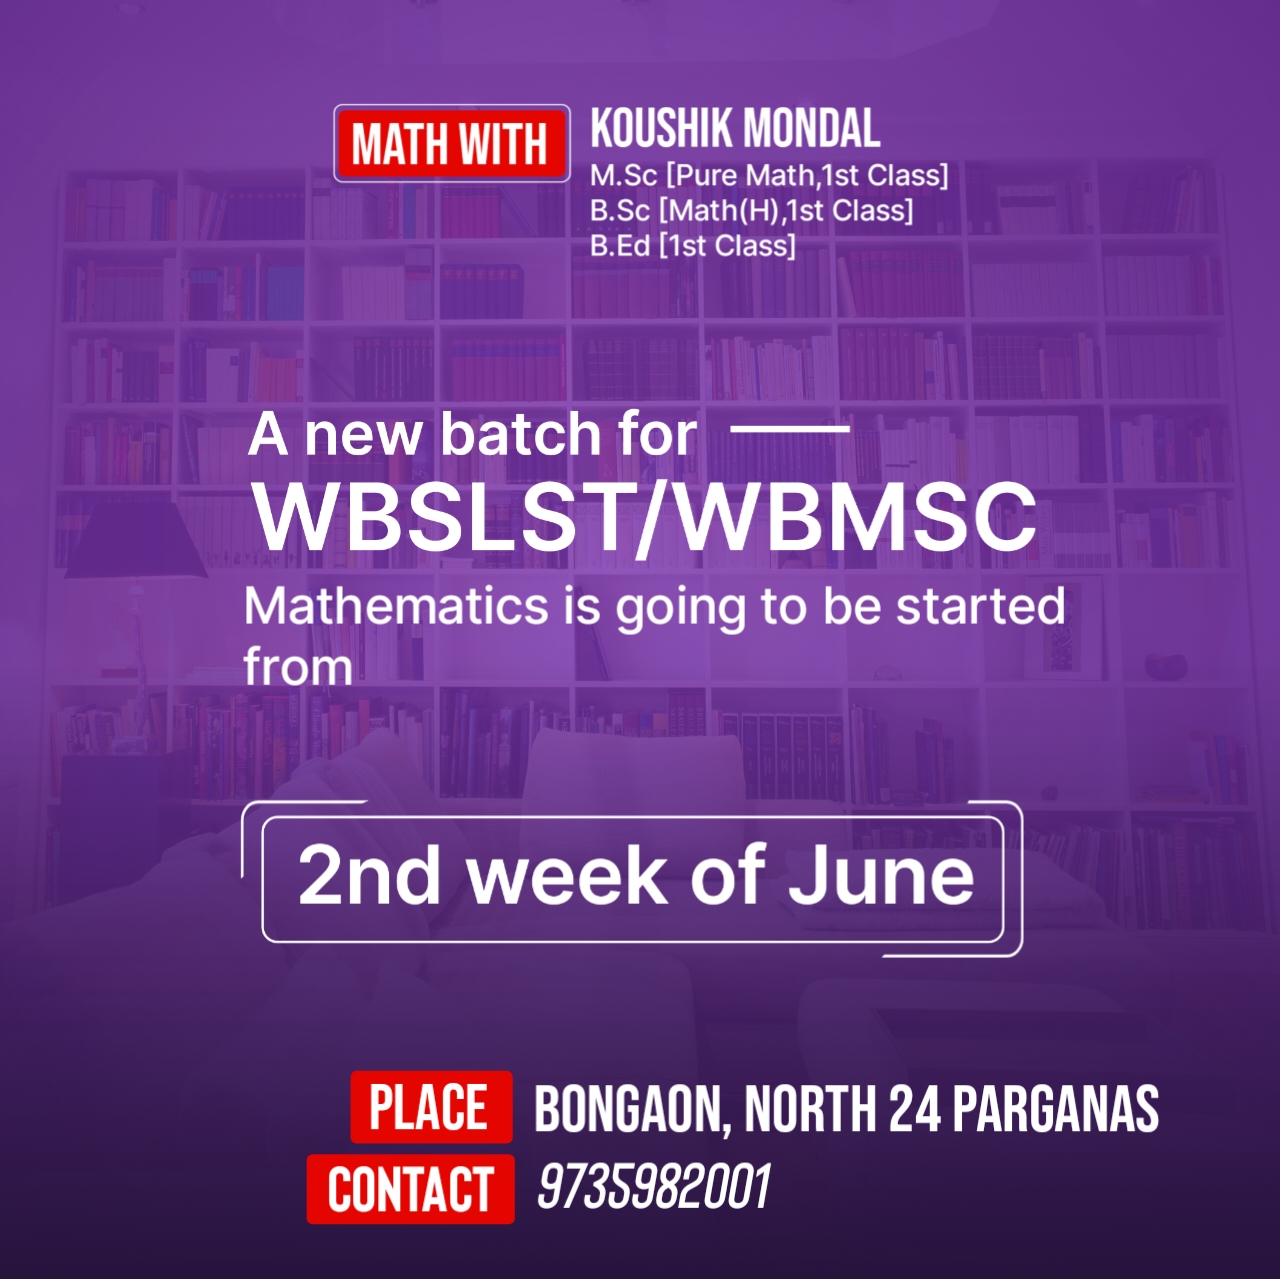 MATH WITH
KOUSHIK MONDAL
M.Sc [Pure Math,1st Class]
B.Sc [Math(H),1st Class]
B.Ed [1st Class]
A new batch for
WBSLST/WBMSC
Mathematics is going to be started
from
2nd week of June
PLACE BONGAON, NORTH 24 PARGANAS
CONTACT 9735982001